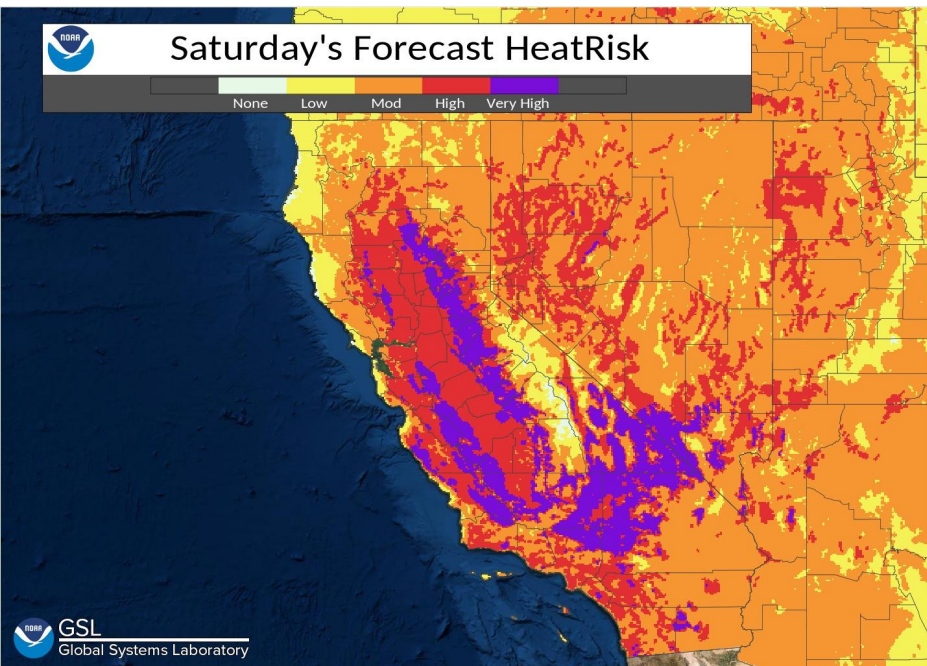 NOAA
Saturday's Forecast HeatRisk
None Low Mod High Very High
NOAA
GSL
Global Systems Laboratory